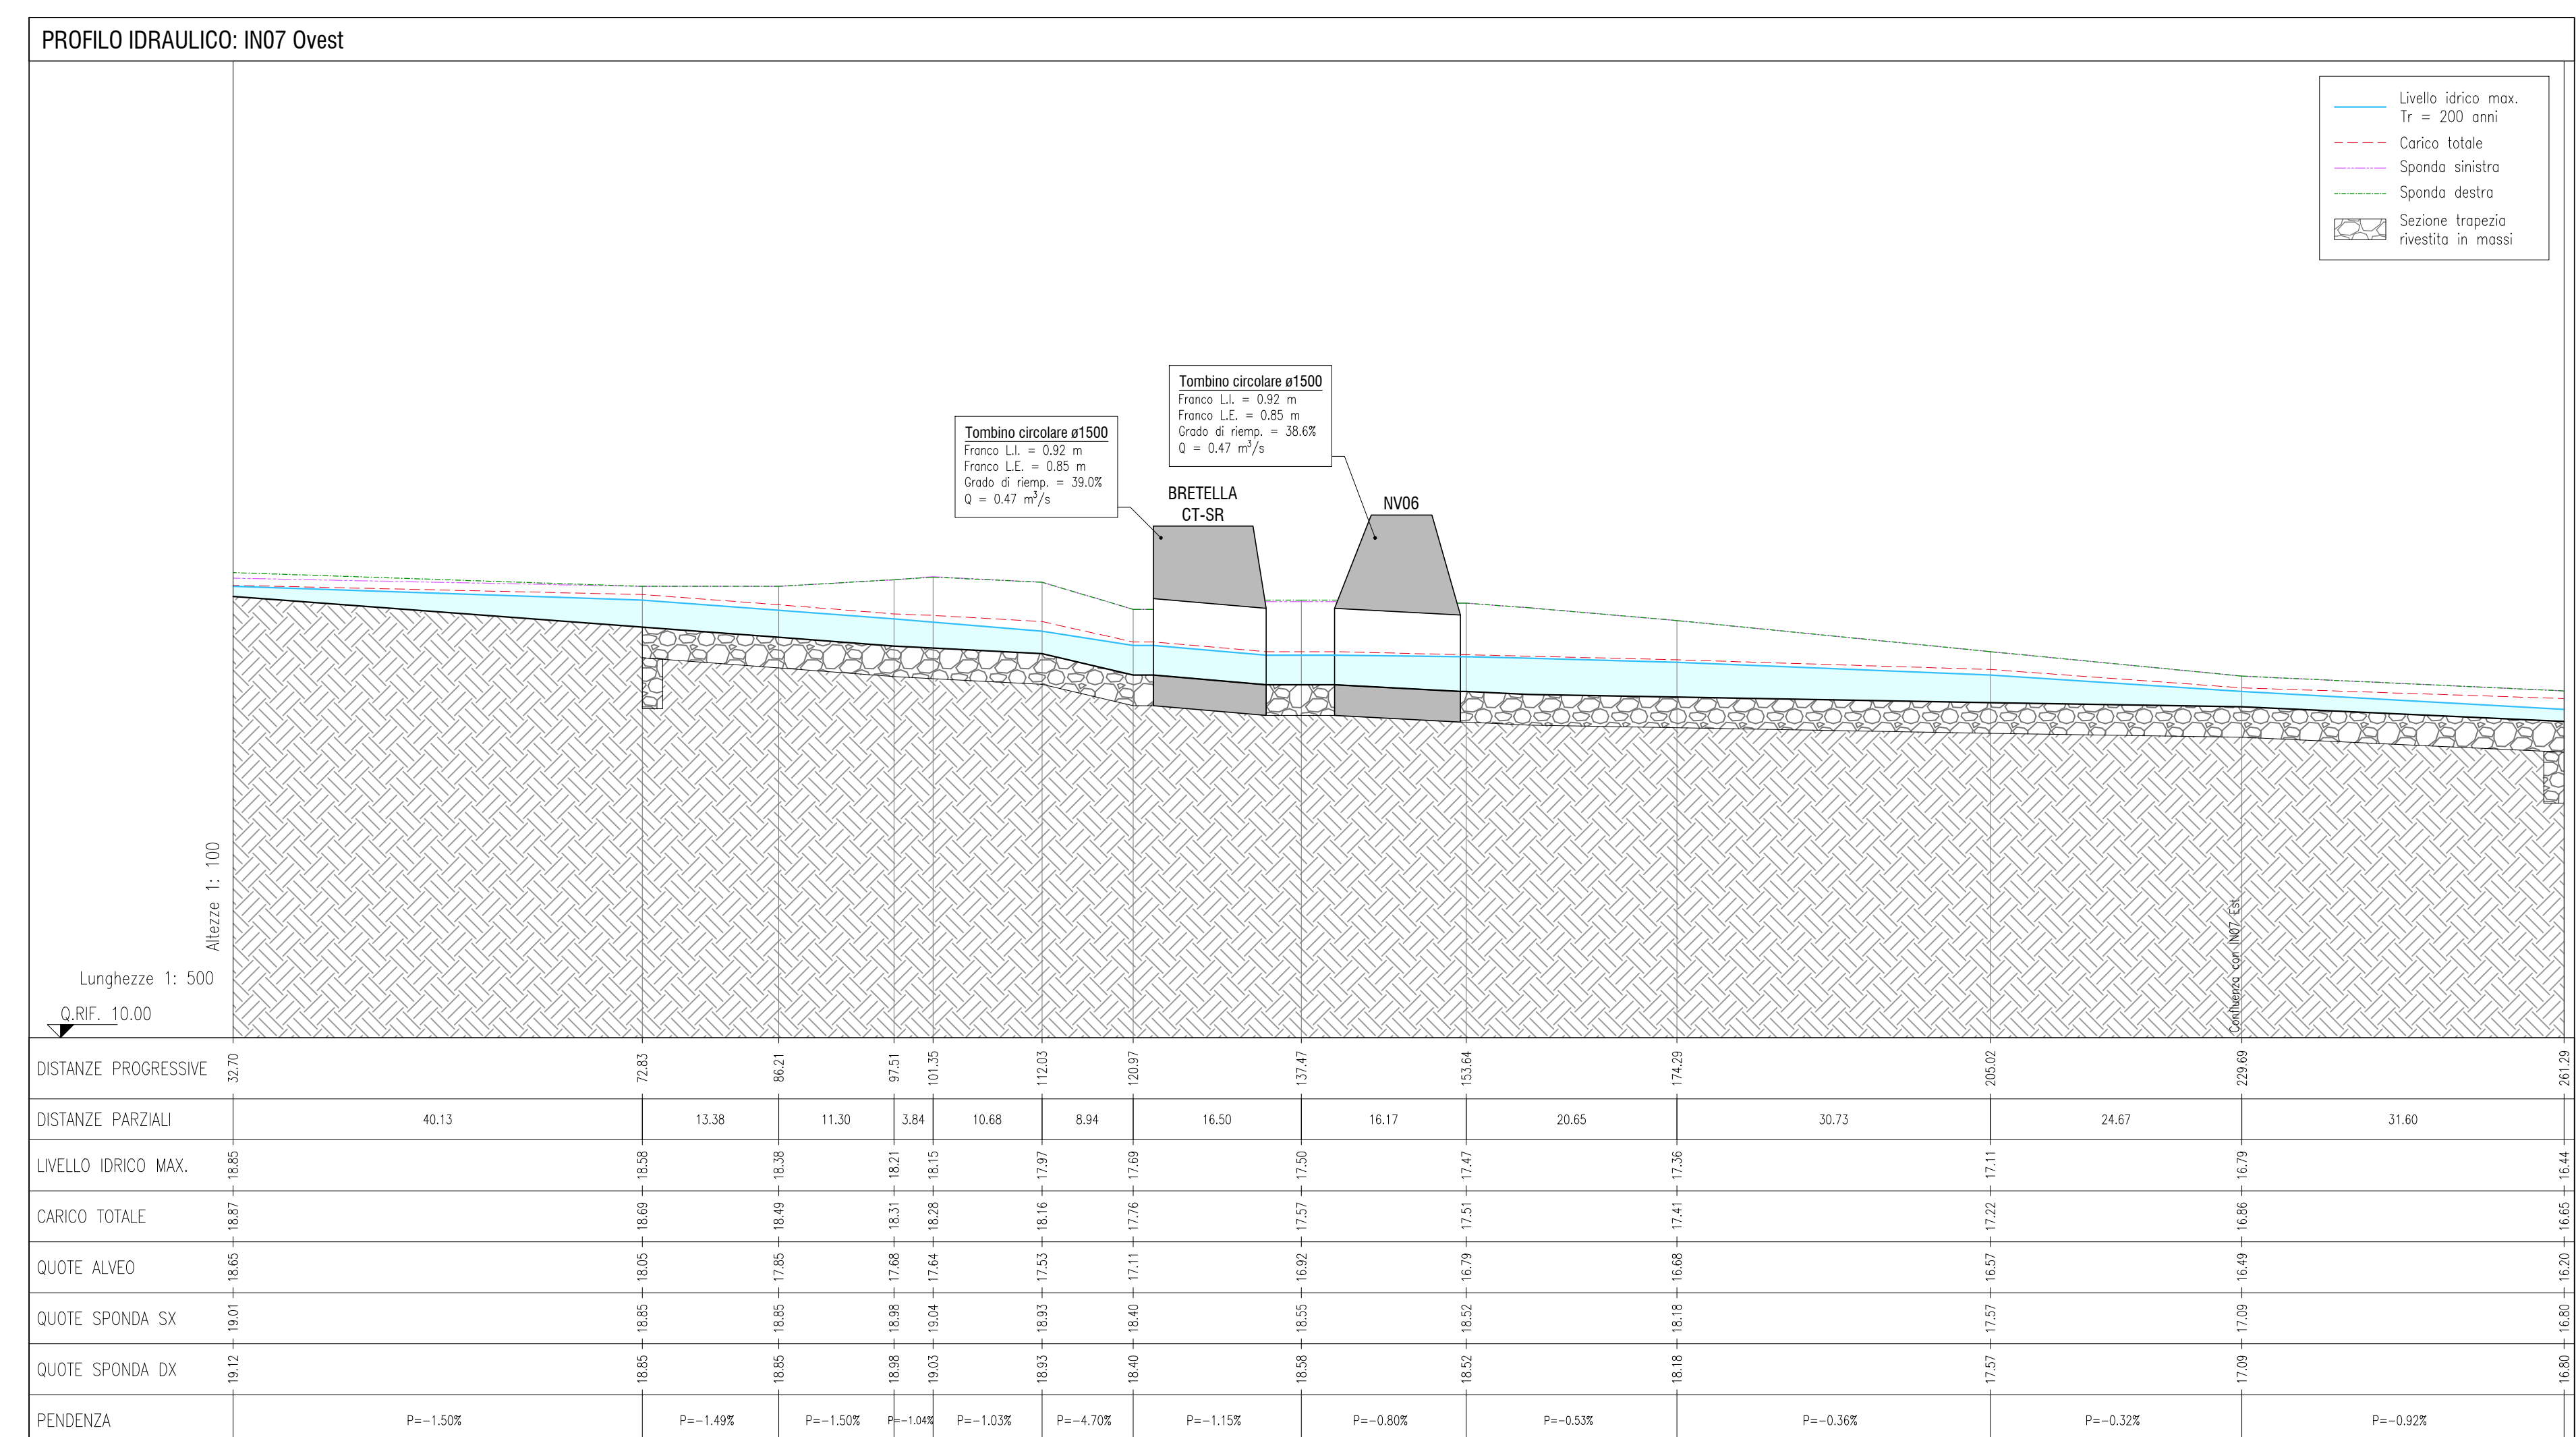 PROFILO IDRAULICO: IN07 Ovest
Livello idrico max.
Tr = 200 anni
Carico totale
Sponda sinistra
Sponda destra
Sezione trapezia
rivestita in massi
Tombino circolare ø1500
Franco L.I. = 0.92 m
Franco L.E. = 0.85 m
Grado di riemp. = 38.6%
Q = 0.47 m³/s
Tombino circolare ø1500
Franco L.I. = 0.92 m
Franco L.E. = 0.85 m
Grado di riemp. = 39.0%
Q = 0.47 m³/s
BRETELLA
CT-SR
NV06
Altezze 1: 100
Lunghezze 1: 500
Q.RIF. 10.00
Confluenza con IN07 Est
DISTANZE PROGRESSIVE 32.70 72.83 86.21 97.51 101.35 112.03 120.97 137.47 153.64 174.29 205.02 229.69 261.29
DISTANZE PARZIALI 40.13 13.38 11.30 3.84 10.68 8.94 16.50 16.17 20.65 30.73 24.67 31.60
LIVELLO IDRICO MAX. 18.85 18.58 18.38 18.21 18.15 17.97 17.69 17.50 17.47 17.36 17.11 16.79 16.44
CARICO TOTALE 18.87 18.69 18.49 18.31 18.28 18.16 17.76 17.57 17.51 17.41 17.22 16.86 16.65
QUOTE ALVEO 18.65 18.05 17.85 17.68 17.64 17.53 17.11 16.92 16.79 16.68 16.57 16.49 16.20
QUOTE SPONDA SX 19.01 18.85 18.85 18.98 19.04 18.93 18.40 18.55 18.52 18.18 17.57 17.09 16.80
QUOTE SPONDA DX 19.12 18.85 18.85 18.98 19.03 18.93 18.40 18.58 18.52 18.18 17.57 17.09 16.80
PENDENZA P=-1.50% P=-1.49% P=-1.50% P=-1.04% P=-1.03% P=-4.70% P=-1.15% P=-0.80% P=-0.53% P=-0.36% P=-0.32% P=-0.92%